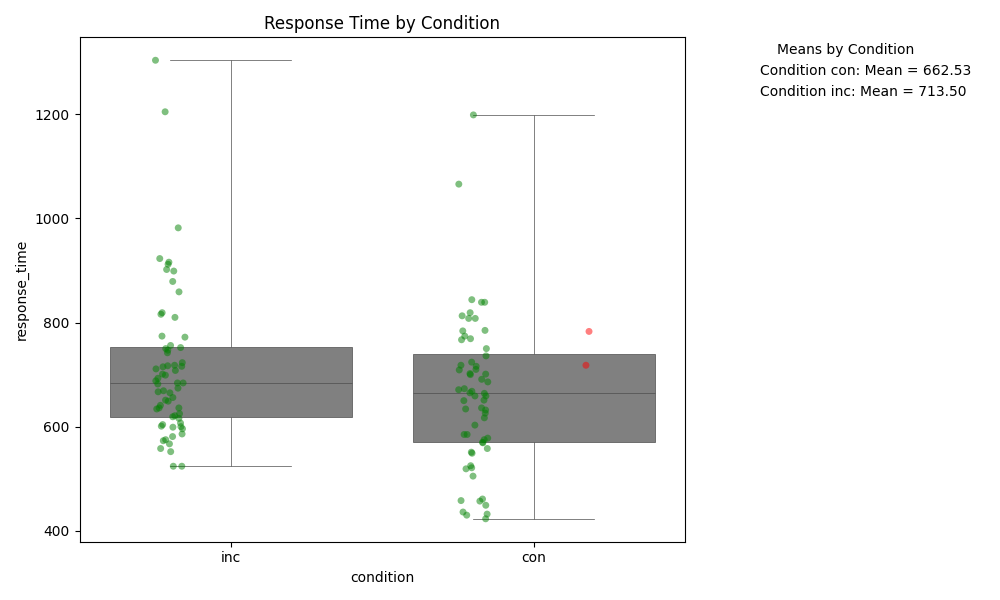 Response Time by Condition
Means by Condition
Condition con: Mean = 662.53
Condition inc: Mean = 713.50
response_time
1200
1000
800
600
400
inc
con
condition